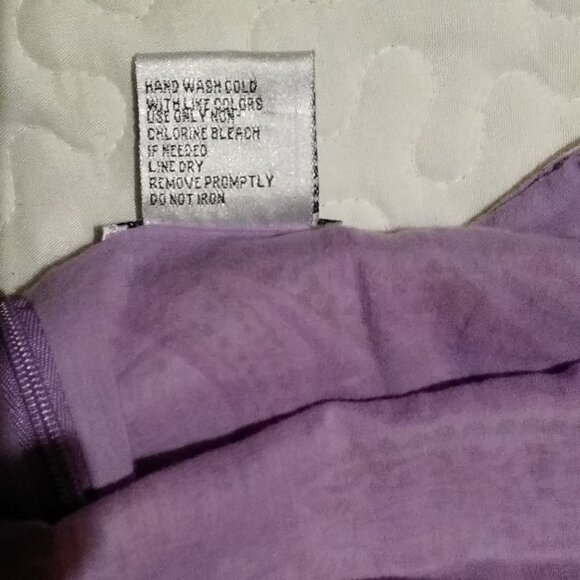 HAND WASH COLD
WITH LIKE COLORS
USE ONLY NON-
CHLORINE BLEACH
IF NEEDED
LINE DRY
REMOVE PROMPTLY
DO NOT IRON